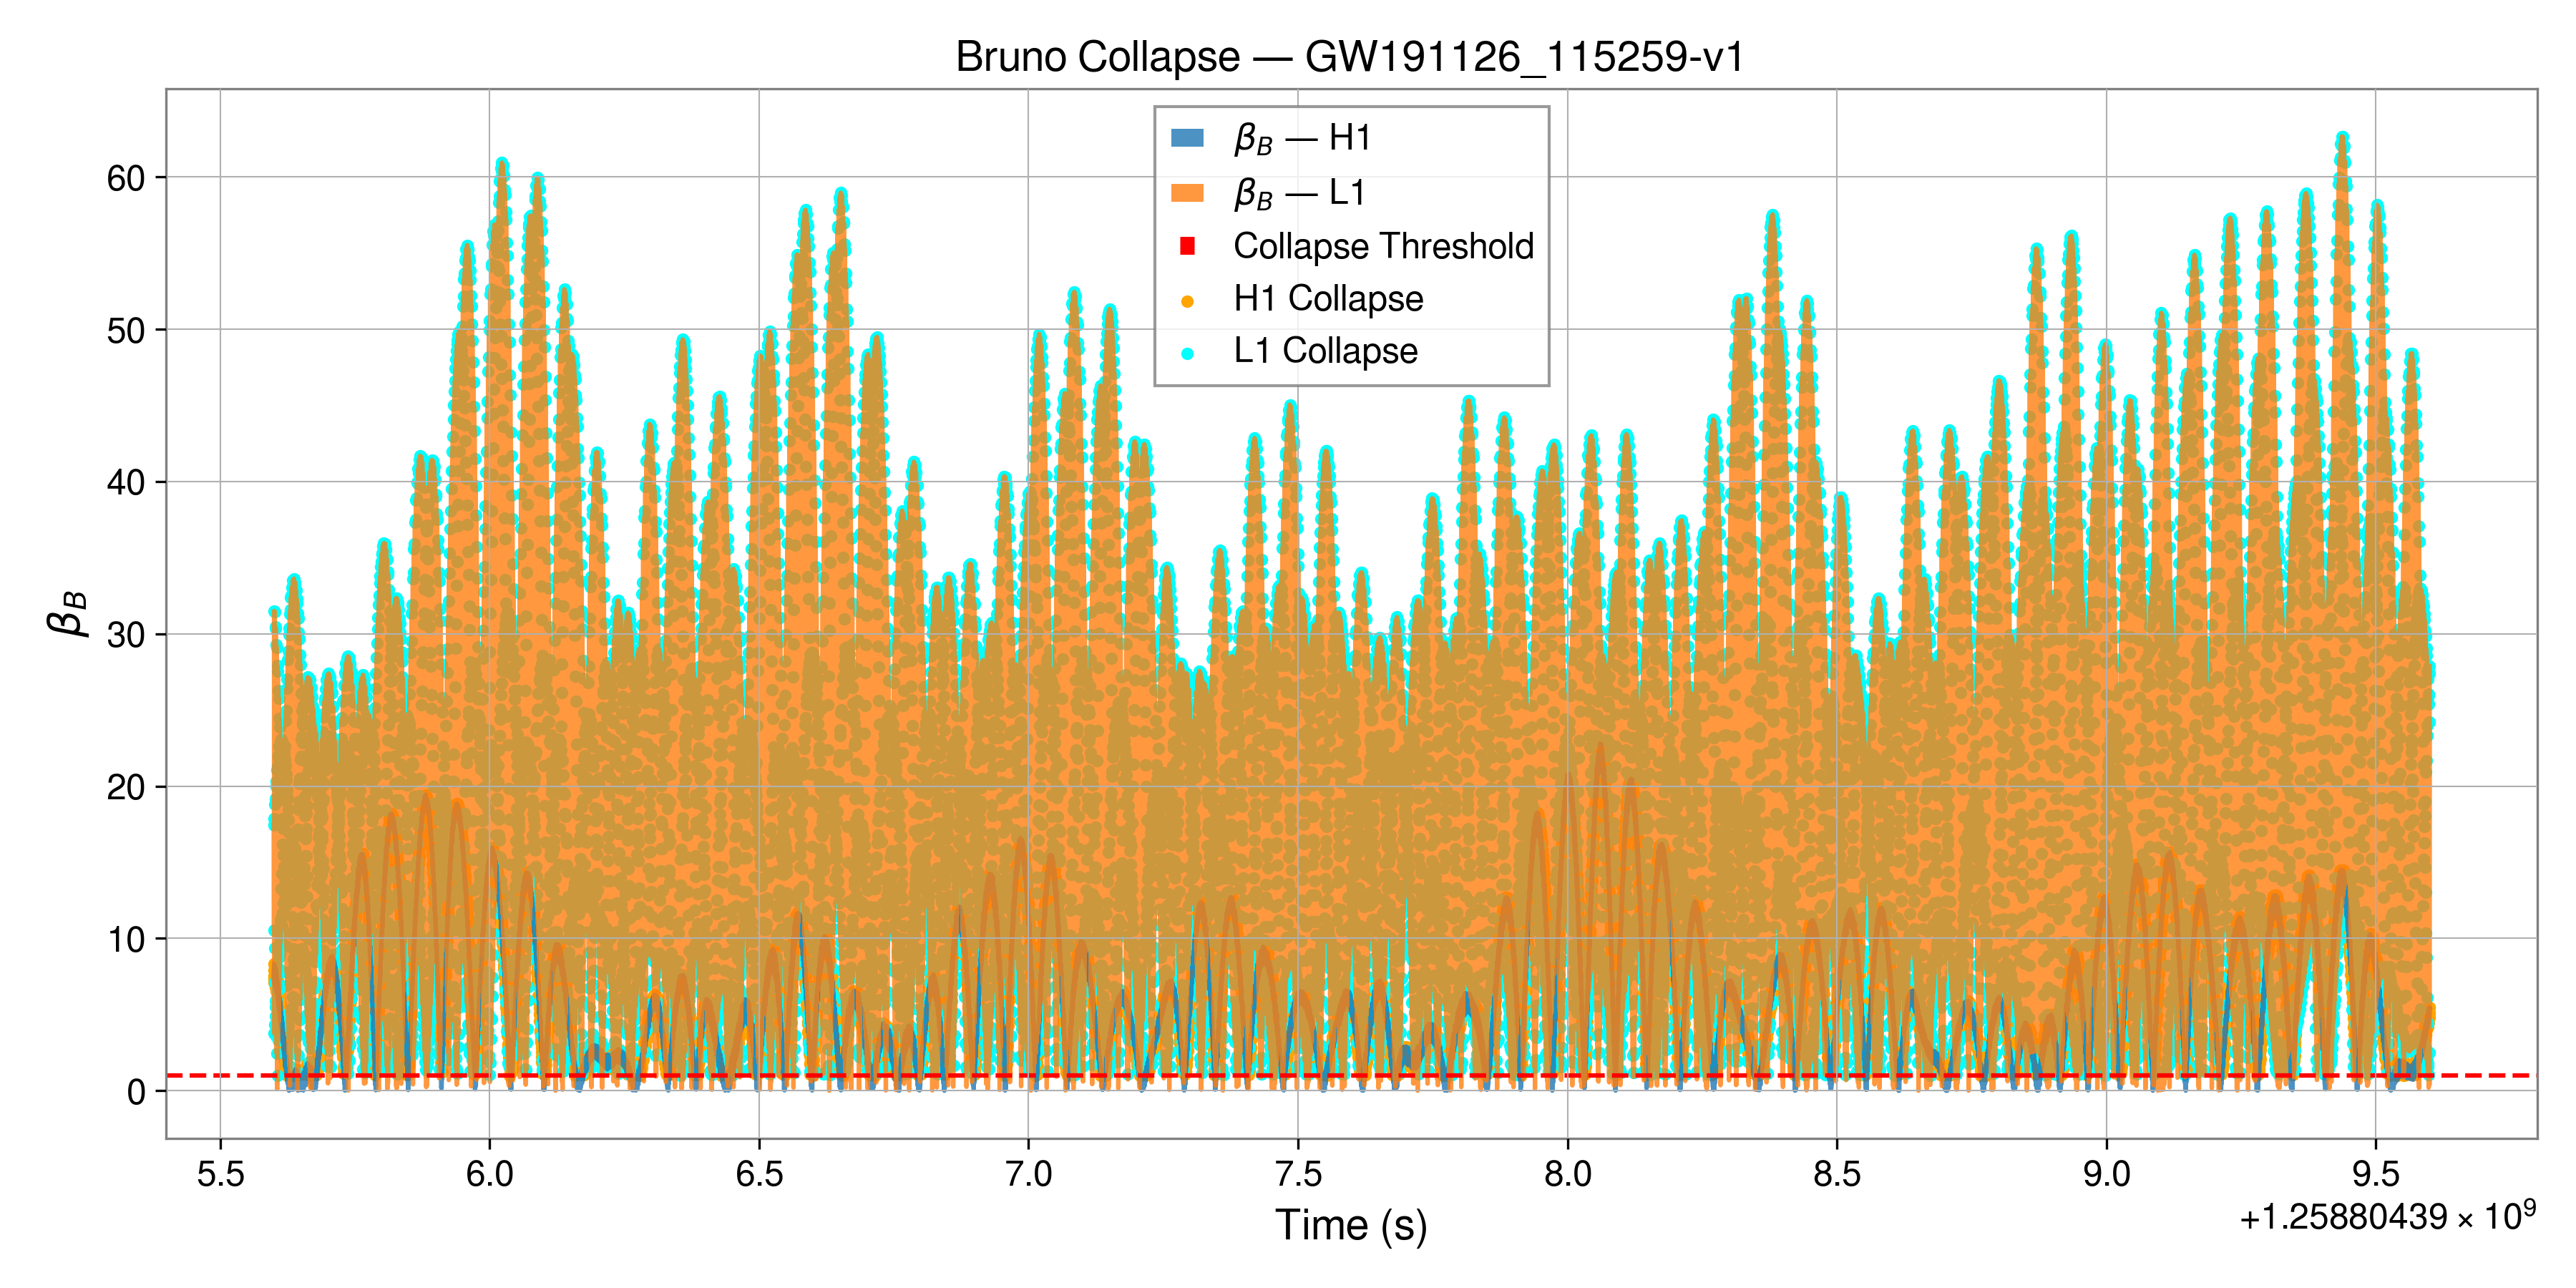 Bruno Collapse — GW191126_115259-v1
β_B — H1
β_B — L1
Collapse Threshold
H1 Collapse
L1 Collapse
60
50
40
30
20
10
0
β_B
5.5 6.0 6.5 7.0 7.5 8.0 8.5 9.0 9.5
+1.25880439 × 10⁹
Time (s)